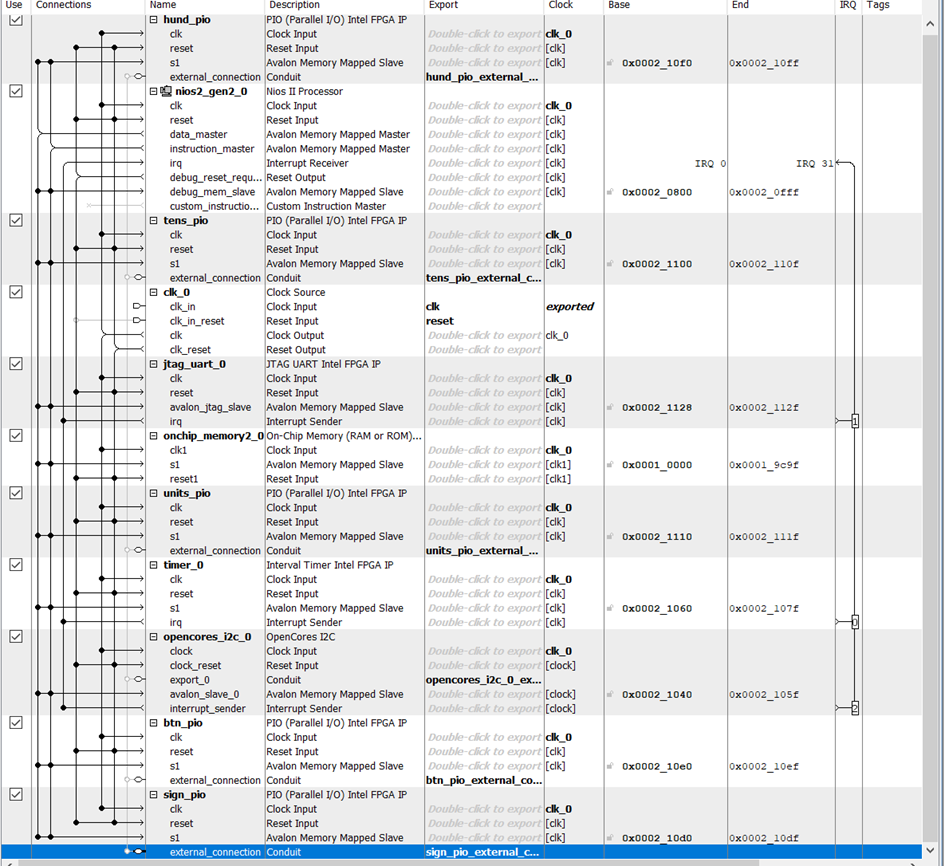 Use Connections Name Description Export Clock Base End IRQ Tags
hund_pio PIO (Parallel I/O) Intel FPGA IP
clk Clock Input Double-click to export clk_0
reset Reset Input Double-click to export [clk]
s1 Avalon Memory Mapped Slave Double-click to export [clk] 0x0002_10f0 0x0002_10ff
external_connection Conduit hund_pio_external_...
nios2_gen2_0 Nios II Processor
clk Clock Input Double-click to export clk_0
reset Reset Input Double-click to export [clk]
data_master Avalon Memory Mapped Master Double-click to export [clk]
instruction_master Avalon Memory Mapped Master Double-click to export [clk]
irq Interrupt Receiver Double-click to export [clk] IRQ 0 IRQ 31
debug_reset_requ... Reset Output Double-click to export [clk]
debug_mem_slave Avalon Memory Mapped Slave Double-click to export [clk] 0x0002_0800 0x0002_0fff
custom_instructio... Custom Instruction Master Double-click to export
tens_pio PIO (Parallel I/O) Intel FPGA IP
clk Clock Input Double-click to export clk_0
reset Reset Input Double-click to export [clk]
s1 Avalon Memory Mapped Slave Double-click to export [clk] 0x0002_1100 0x0002_110f
external_connection Conduit tens_pio_external_c...
clk_0 Clock Source
clk_in Clock Input clk exported
clk_in_reset Reset Input reset
clk Clock Output Double-click to export clk_0
clk_reset Reset Output Double-click to export
jtag_uart_0 JTAG UART Intel FPGA IP
clk Clock Input Double-click to export clk_0
reset Reset Input Double-click to export [clk]
avalon_jtag_slave Avalon Memory Mapped Slave Double-click to export [clk] 0x0002_1128 0x0002_112f
irq Interrupt Sender Double-click to export [clk] 1
onchip_memory2_0 On-Chip Memory (RAM or ROM)...
clk1 Clock Input Double-click to export clk_0
s1 Avalon Memory Mapped Slave Double-click to export [clk1] 0x0001_0000 0x0001_9c9f
reset1 Reset Input Double-click to export [clk1]
units_pio PIO (Parallel I/O) Intel FPGA IP
clk Clock Input Double-click to export clk_0
reset Reset Input Double-click to export [clk]
s1 Avalon Memory Mapped Slave Double-click to export [clk] 0x0002_1110 0x0002_111f
external_connection Conduit units_pio_external_...
timer_0 Interval Timer Intel FPGA IP
clk Clock Input Double-click to export clk_0
reset Reset Input Double-click to export [clk]
s1 Avalon Memory Mapped Slave Double-click to export [clk] 0x0002_1060 0x0002_107f
irq Interrupt Sender Double-click to export [clk] 0
opencores_i2c_0 OpenCores I2C
clock Clock Input Double-click to export clk_0
clock_reset Reset Input Double-click to export [clock]
export_0 Conduit opencores_i2c_0_ex...
avalon_slave_0 Avalon Memory Mapped Slave Double-click to export [clock] 0x0002_1040 0x0002_105f
interrupt_sender Interrupt Sender Double-click to export [clock] 2
btn_pio PIO (Parallel I/O) Intel FPGA IP
clk Clock Input Double-click to export clk_0
reset Reset Input Double-click to export [clk]
s1 Avalon Memory Mapped Slave Double-click to export [clk] 0x0002_10e0 0x0002_10ef
external_connection Conduit btn_pio_external_co...
sign_pio PIO (Parallel I/O) Intel FPGA IP
clk Clock Input Double-click to export clk_0
reset Reset Input Double-click to export [clk]
s1 Avalon Memory Mapped Slave Double-click to export [clk] 0x0002_10d0 0x0002_10df
external_connection Conduit sign_pio_external_c...